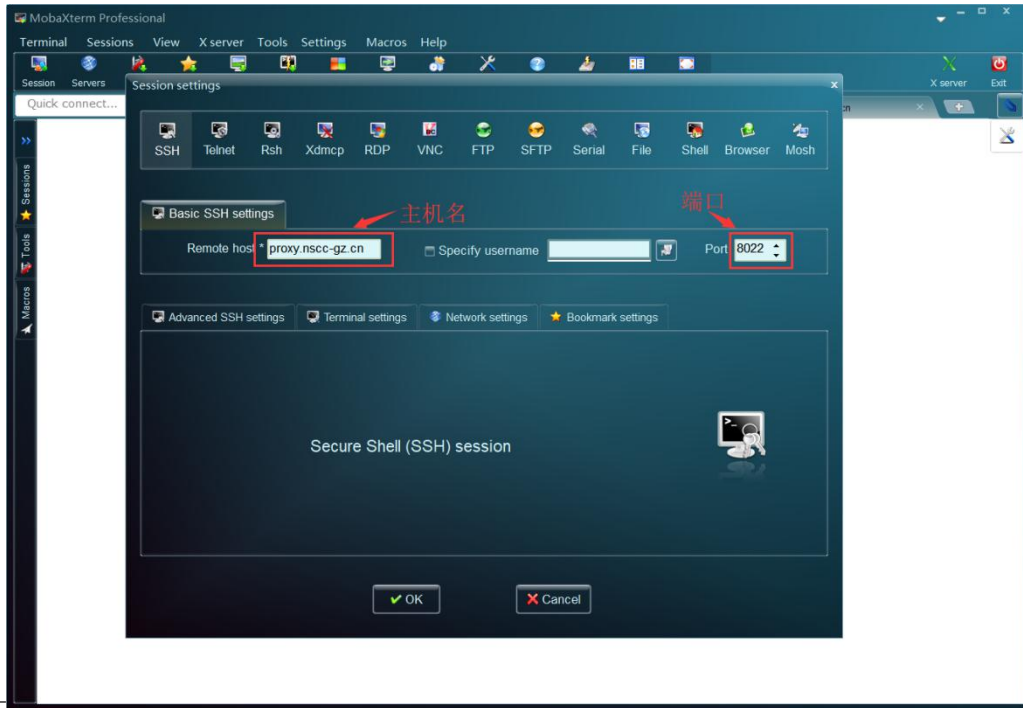 MobaXterm Professional
Terminal Sessions View X server Tools Settings Macros Help
Session Servers X server Exit
Session settings x
Quick connect...
SSH Telnet Rsh Xdmcp RDP VNC FTP SFTP Serial File Shell Browser Mosh
Sessions
Tools
Macros
主机名 端口
Basic SSH settings
Remote host * proxy.nscc-gz.cn Specify username Port 8022
Advanced SSH settings Terminal settings Network settings Bookmark settings
Secure Shell (SSH) session
OK Cancel